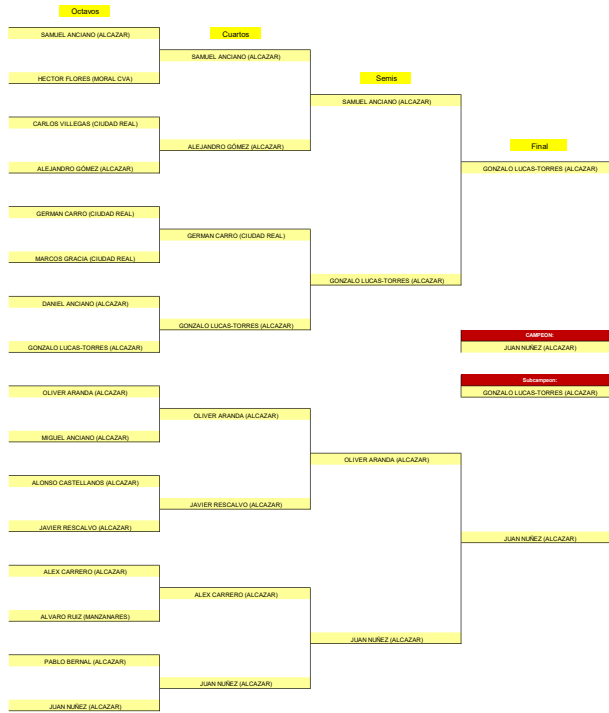 Octavos
SAMUEL ANCIANO (ALCAZAR)
HECTOR FLORES (MORAL CVA)
CARLOS VILLEGAS (CIUDAD REAL)
ALEJANDRO GÓMEZ (ALCAZAR)
GERMAN CARRO (CIUDAD REAL)
MARCOS GRACIA (CIUDAD REAL)
DANIEL ANCIANO (ALCAZAR)
GONZALO LUCAS-TORRES (ALCAZAR)
OLIVER ARANDA (ALCAZAR)
MIGUEL ANCIANO (ALCAZAR)
ALONSO CASTELLANOS (ALCAZAR)
JAVIER RESCALVO (ALCAZAR)
ALEX CARRERO (ALCAZAR)
ALVARO RUIZ (MANZANARES)
PABLO BERNAL (ALCAZAR)
JUAN NUÑEZ (ALCAZAR)
Cuartos
SAMUEL ANCIANO (ALCAZAR)
ALEJANDRO GÓMEZ (ALCAZAR)
GERMAN CARRO (CIUDAD REAL)
GONZALO LUCAS-TORRES (ALCAZAR)
OLIVER ARANDA (ALCAZAR)
JAVIER RESCALVO (ALCAZAR)
ALEX CARRERO (ALCAZAR)
JUAN NUÑEZ (ALCAZAR)
Semis
SAMUEL ANCIANO (ALCAZAR)
GONZALO LUCAS-TORRES (ALCAZAR)
OLIVER ARANDA (ALCAZAR)
JUAN NUÑEZ (ALCAZAR)
Final
GONZALO LUCAS-TORRES (ALCAZAR)
CAMPEON:
JUAN NUÑEZ (ALCAZAR)
Subcampeon:
GONZALO LUCAS-TORRES (ALCAZAR)
JUAN NUÑEZ (ALCAZAR)